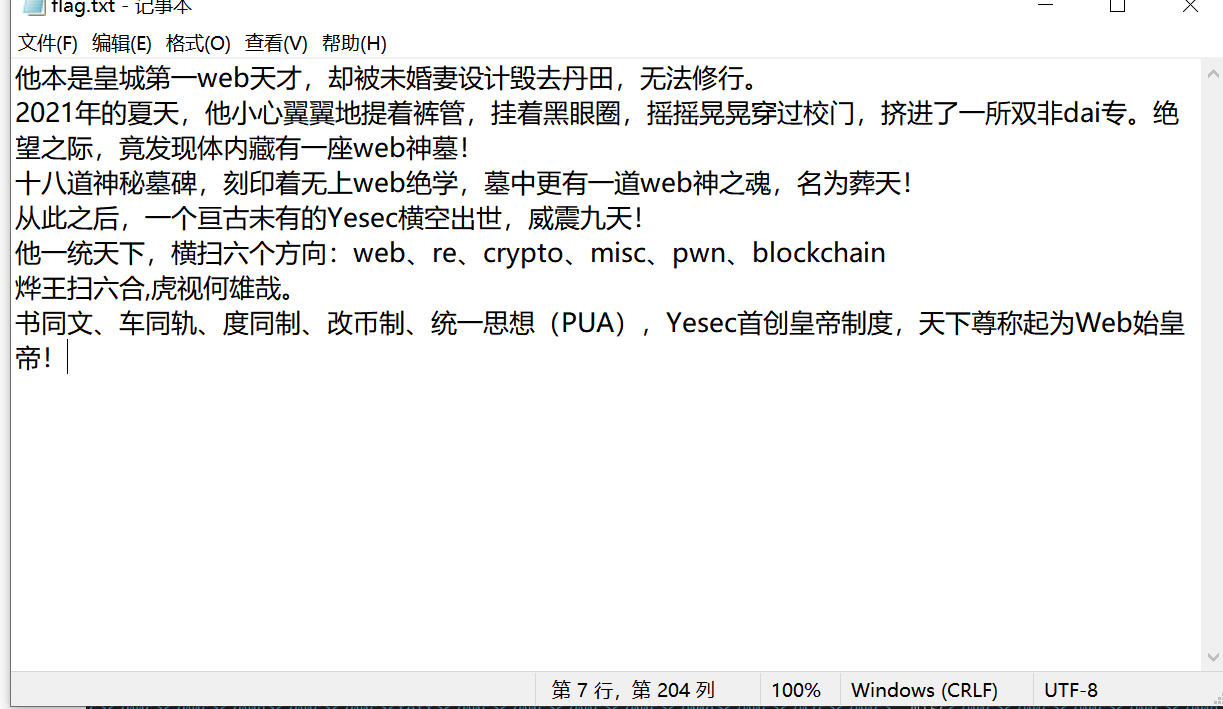 flag.txt - 记事本
文件(F) 编辑(E) 格式(O) 查看(V) 帮助(H)
他本是皇城第一web天才，却被未婚妻设计毁去丹田，无法修行。
2021年的夏天，他小心翼翼地提着裤管，挂着黑眼圈，摇摇晃晃穿过校门，挤进了一所双非dai专。绝
望之际，竟发现体内藏有一座web神墓！
十八道神秘墓碑，刻印着无上web绝学，墓中更有一道web神之魂，名为葬天！
从此之后，一个亘古未有的Yesec横空出世，威震九天！
他一统天下，横扫六个方向：web、re、crypto、misc、pwn、blockchain
烨王扫六合,虎视何雄哉。
书同文、车同轨、度同制、改币制、统一思想（PUA），Yesec首创皇帝制度，天下尊称起为Web始皇
帝！
第 7 行，第 204 列 100% Windows (CRLF) UTF-8